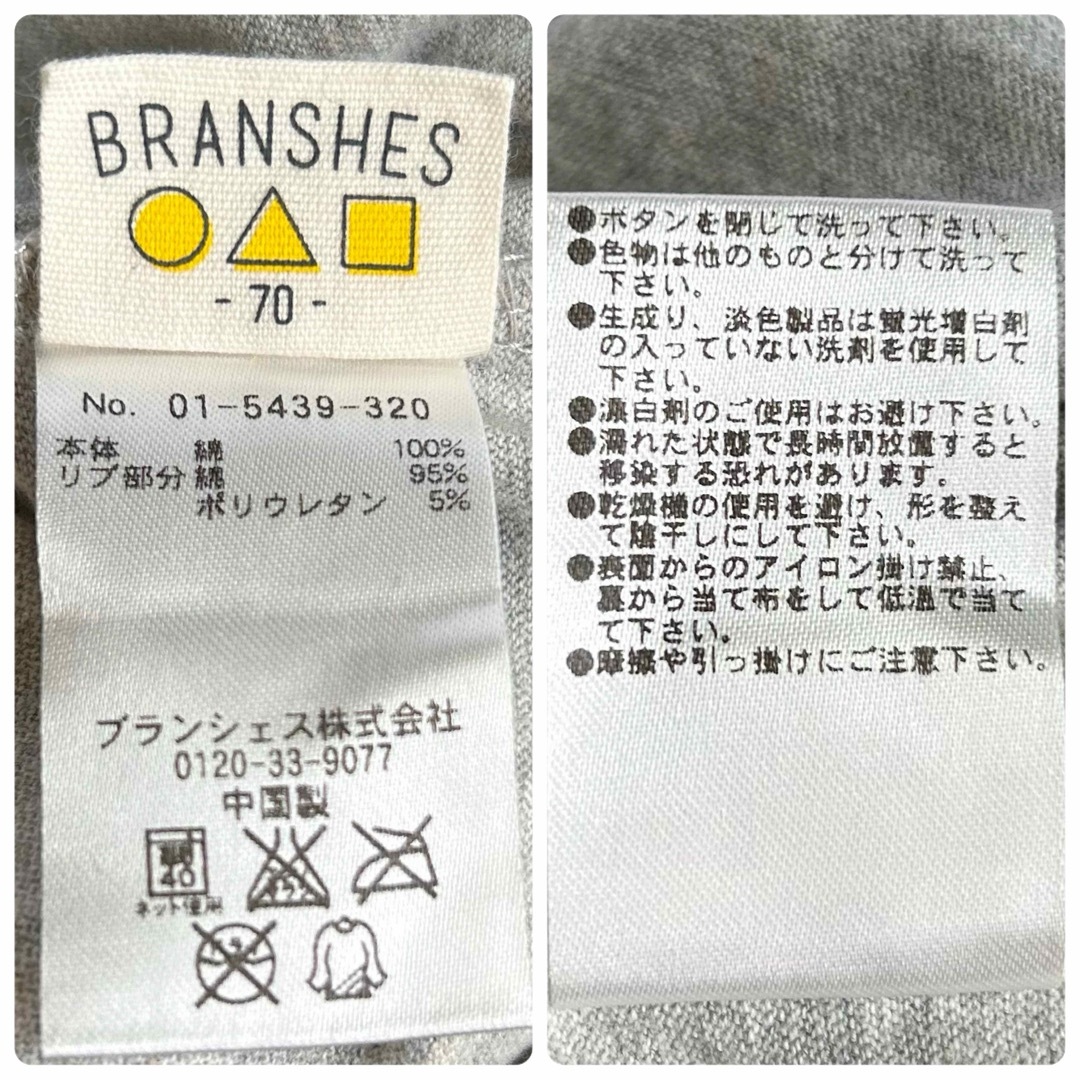 BRANSHES
- 70 -
No. 01-5439-320
本体 綿 100%
リブ部分 綿 95%
ポリウレタン 5%
ブランシェス株式会社
0120-33-9077
中国製
40
ネット使用
エンソ
サラシ
ドライ
●ボタンを閉じて洗って下さい。
●色物は他のものと分けて洗って
下さい。
●生成り、淡色製品は蛍光増白剤
の入っていない洗剤を使用して
下さい。
●漂白剤のご使用はお避け下さい。
●濡れた状態で長時間放置すると
移染する恐れがあります。
●乾燥機の使用を避け、形を整え
て陰干しにして下さい。
●表面からのアイロン掛け禁止、
裏から当て布をして低温で当て
て下さい。
●摩擦や引っ掛けにご注意下さい。